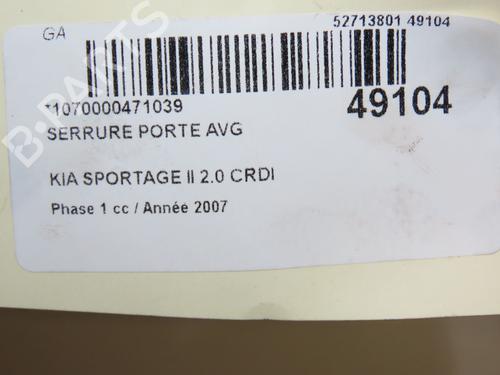 GA
52713801 49104
*1070000471039
49104
SERRURE PORTE AVG
KIA SPORTAGE II 2.0 CRDI
Phase 1 cc / Année 2007
B-PARTS